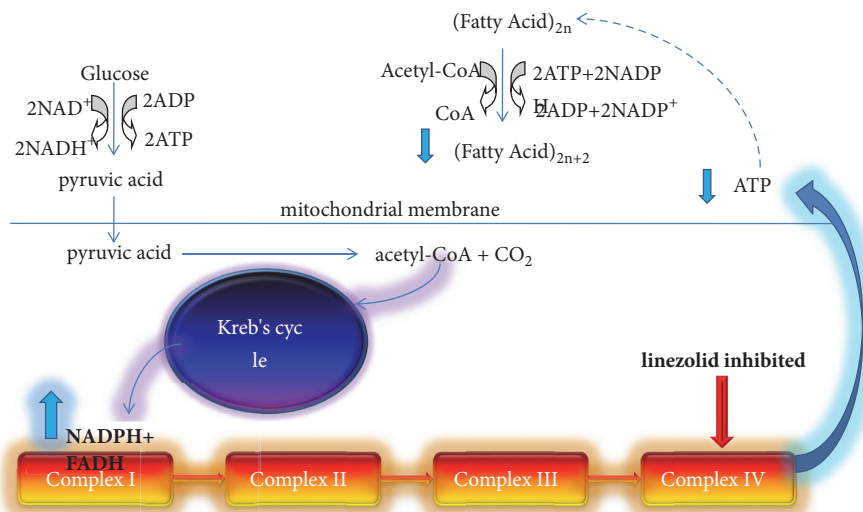 (Fatty Acid)2n
Glucose
Acetyl-CoA
2ATP+2NADP
H
2NAD+
2ADP
CoA
2ADP+2NADP+
2NADH+
2ATP
(Fatty Acid)2n+2
pyruvic acid
ATP
mitochondrial membrane
pyruvic acid
acetyl-CoA + CO2
Kreb's cyc
le
linezolid inhibited
NADPH+
FADH
Complex I
Complex II
Complex III
Complex IV